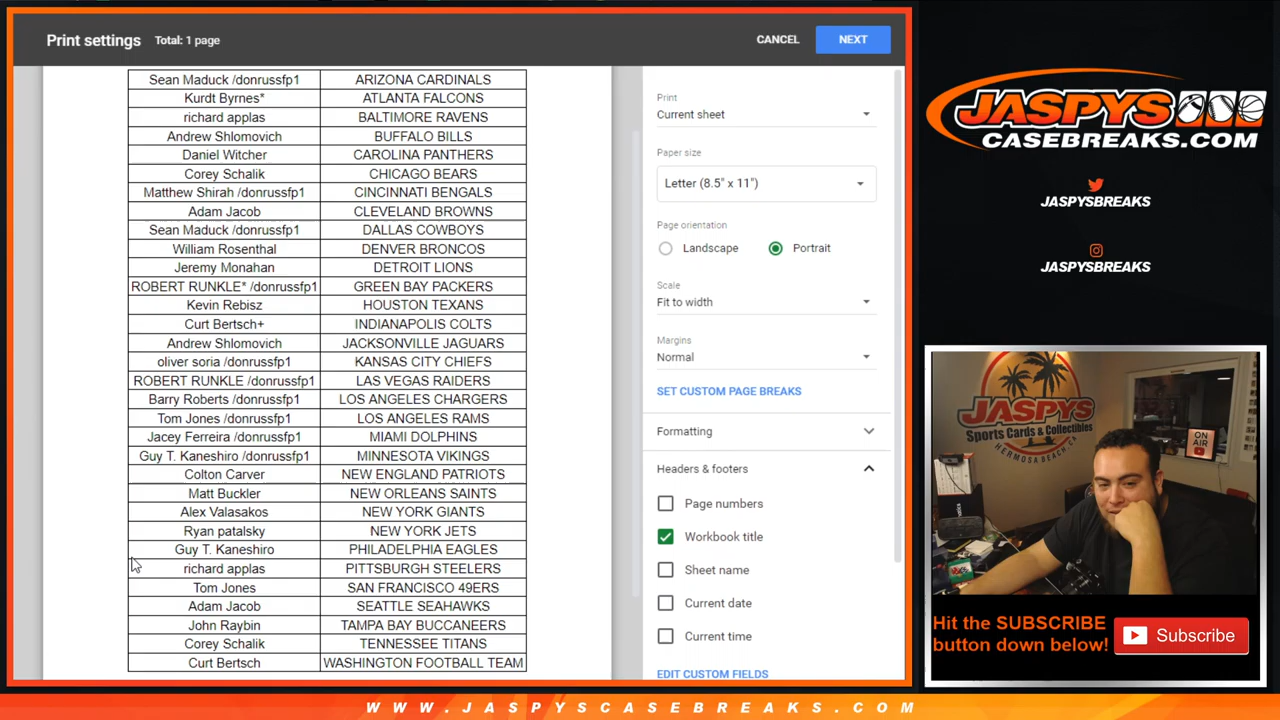 Print settings Total: 1 page CANCEL NEXT
Sean Maduck /donrussfp1 ARIZONA CARDINALS
Kurdt Byrnes* ATLANTA FALCONS
richard applas BALTIMORE RAVENS
Andrew Shlomovich BUFFALO BILLS
Daniel Witcher CAROLINA PANTHERS
Corey Schalik CHICAGO BEARS
Matthew Shirah /donrussfp1 CINCINNATI BENGALS
Adam Jacob CLEVELAND BROWNS
Sean Maduck /donrussfp1 DALLAS COWBOYS
William Rosenthal DENVER BRONCOS
Jeremy Monahan DETROIT LIONS
ROBERT RUNKLE* /donrussfp1 GREEN BAY PACKERS
Kevin Rebisz HOUSTON TEXANS
Curt Bertsch+ INDIANAPOLIS COLTS
Andrew Shlomovich JACKSONVILLE JAGUARS
oliver soria /donrussfp1 KANSAS CITY CHIEFS
ROBERT RUNKLE /donrussfp1 LAS VEGAS RAIDERS
Barry Roberts /donrussfp1 LOS ANGELES CHARGERS
Tom Jones /donrussfp1 LOS ANGELES RAMS
Jacey Ferreira /donrussfp1 MIAMI DOLPHINS
Guy T. Kaneshiro /donrussfp1 MINNESOTA VIKINGS
Colton Carver NEW ENGLAND PATRIOTS
Matt Buckler NEW ORLEANS SAINTS
Alex Valasakos NEW YORK GIANTS
Ryan patalsky NEW YORK JETS
Guy T. Kaneshiro PHILADELPHIA EAGLES
richard applas PITTSBURGH STEELERS
Tom Jones SAN FRANCISCO 49ERS
Adam Jacob SEATTLE SEAHAWKS
John Raybin TAMPA BAY BUCCANEERS
Corey Schalik TENNESSEE TITANS
Curt Bertsch WASHINGTON FOOTBALL TEAM
Print
Current sheet
Paper size
Letter (8.5" x 11")
Page orientation
Landscape Portrait
Scale
Fit to width
Margins
Normal
SET CUSTOM PAGE BREAKS
Formatting
Headers & footers
Page numbers
Workbook title
Sheet name
Current date
Current time
EDIT CUSTOM FIELDS
JASPYS
CASEBREAKS.COM
JASPYSBREAKS
JASPYSBREAKS
JASPYS
Sports Cards & Collectibles
HERMOSA BEACH, CA
ON
AIR
Hit the SUBSCRIBE
button down below!
Subscribe
WWW.JASPYSCASEBREAKS.COM